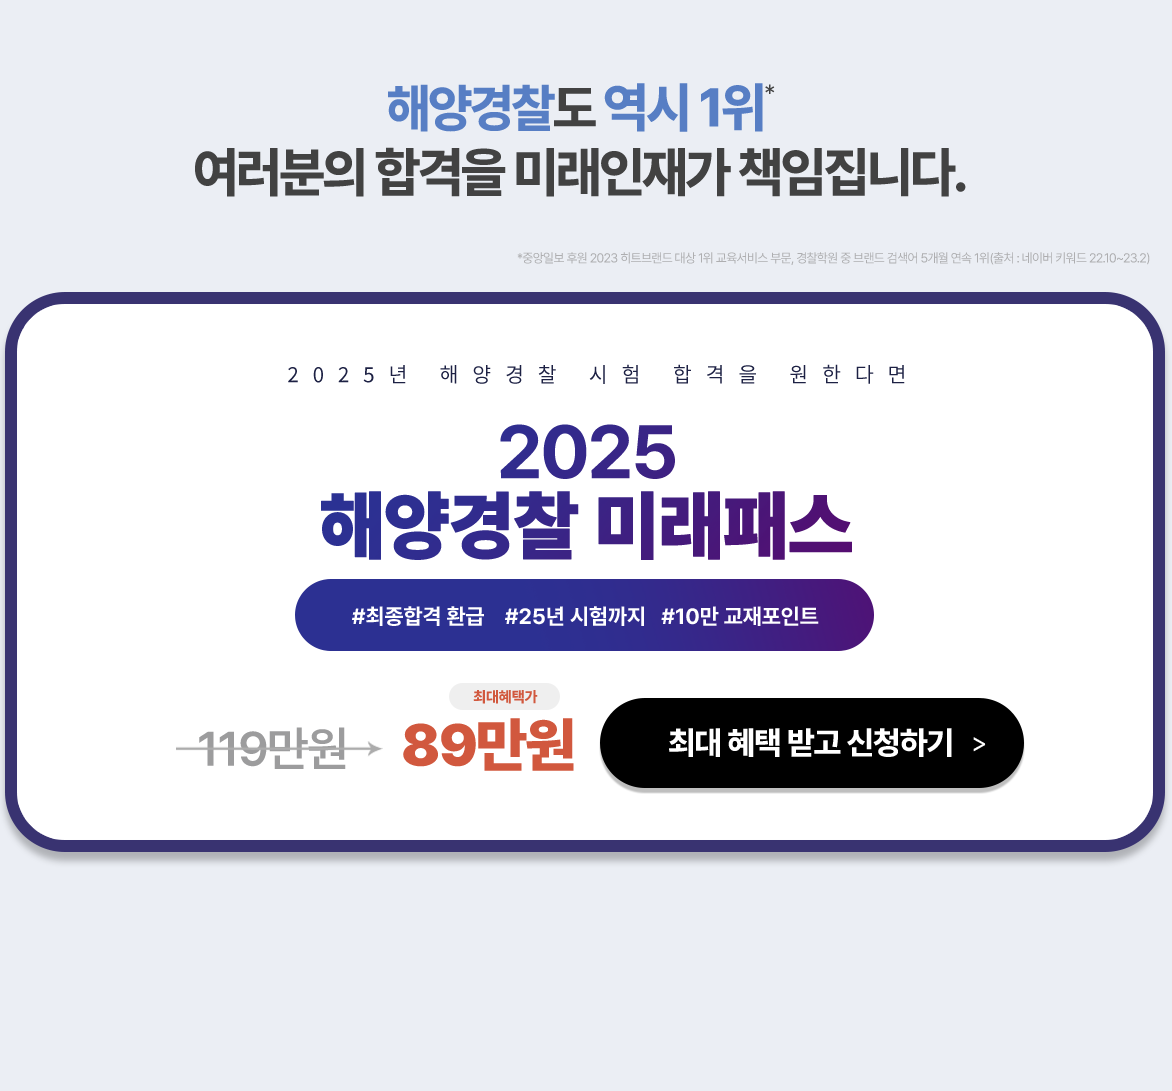 해양경찰도 역시 1위*
여러분의 합격을 미래인재가 책임집니다.
*중앙일보 후원 2023 히트브랜드 대상 1위 교육서비스 부문, 경찰학원 중 브랜드 검색어 5개월 연속 1위(출처 : 네이버 키워드 22.10~23.2)
2025년 해양경찰 시험 합격을 원한다면
2025
해양경찰 미래패스
#최종합격 환급 #25년 시험까지 #10만 교재포인트
최대혜택가
119만원 89만원 최대 혜택 받고 신청하기 >